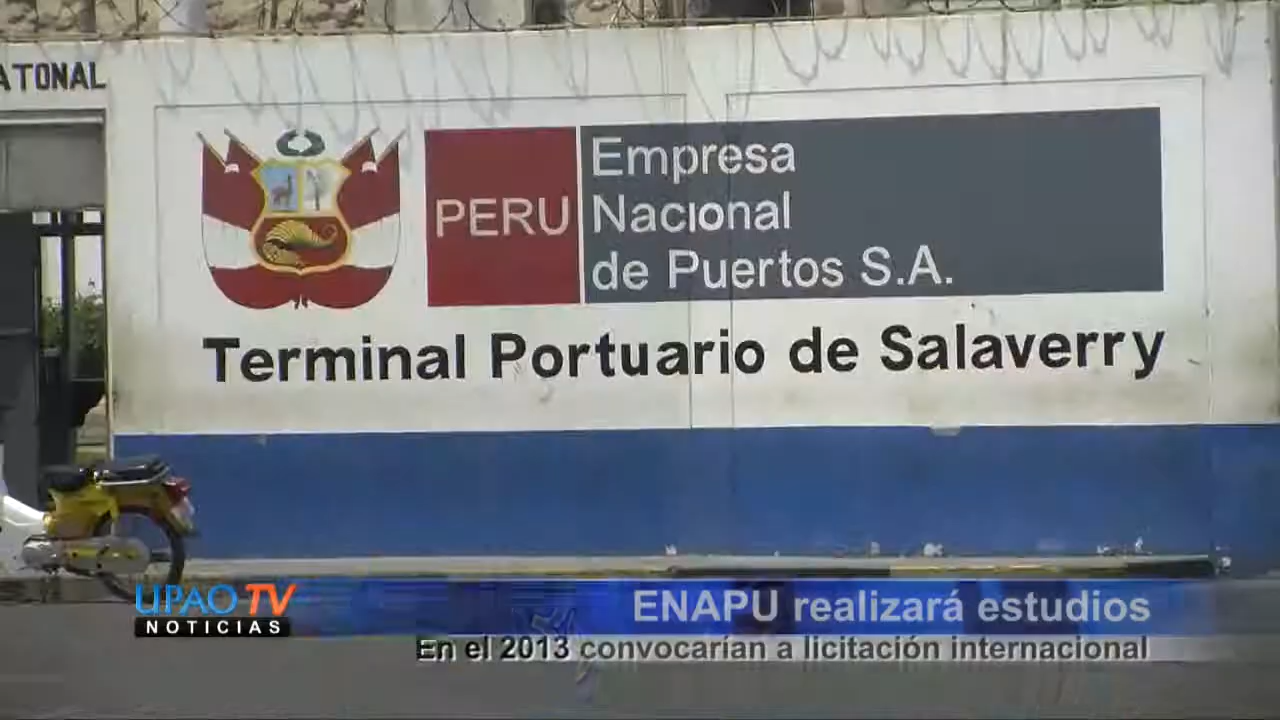 ATONAL
PERU
Empresa
Nacional
de Puertos S.A.
Terminal Portuario de Salaverry
UPAO TV
NOTICIAS
ENAPU realizará estudios
En el 2013 convocarían a licitación internacional